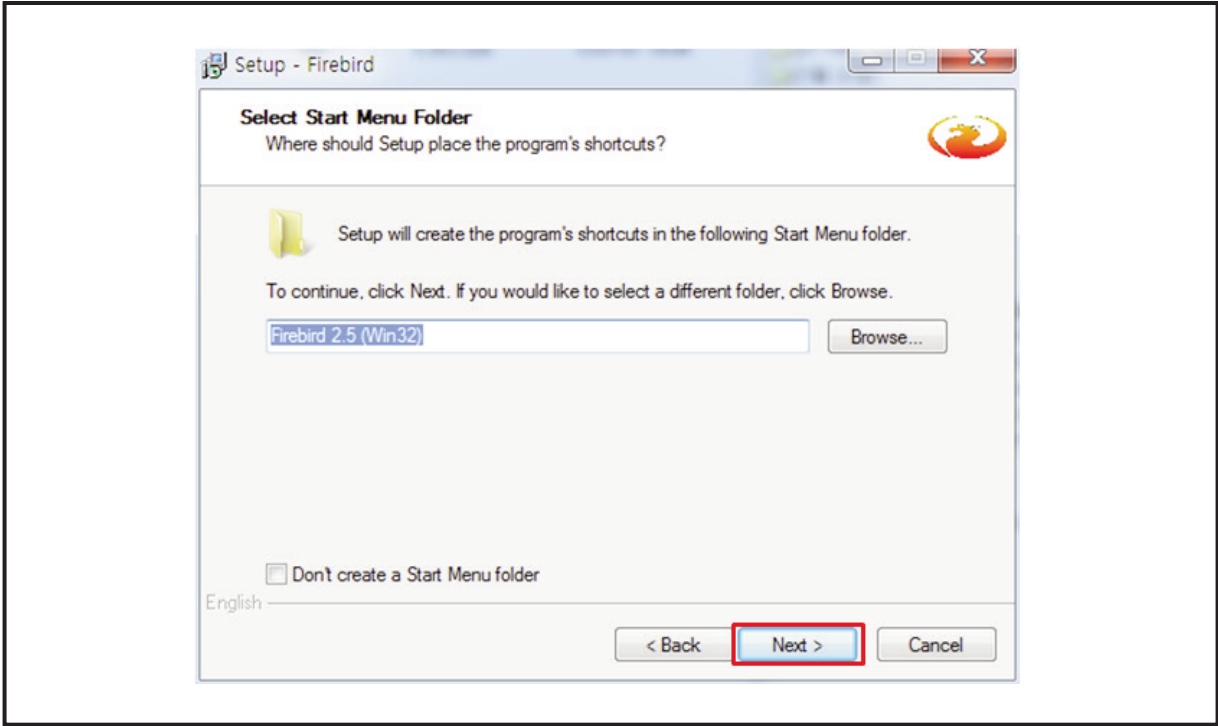 Setup - Firebird
Select Start Menu Folder
Where should Setup place the program's shortcuts?
Setup will create the program's shortcuts in the following Start Menu folder.
To continue, click Next. If you would like to select a different folder, click Browse.
Firebird 2.5 (Win32)
Browse...
Don't create a Start Menu folder
English
< Back
Next >
Cancel